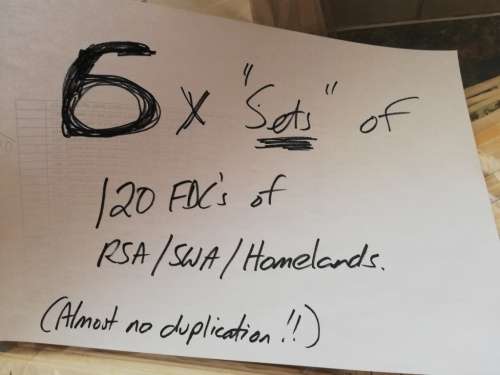 6 x "Sets" of
120 FDC's of
RSA/SWA/Homelands.
(Almost no duplication!!)